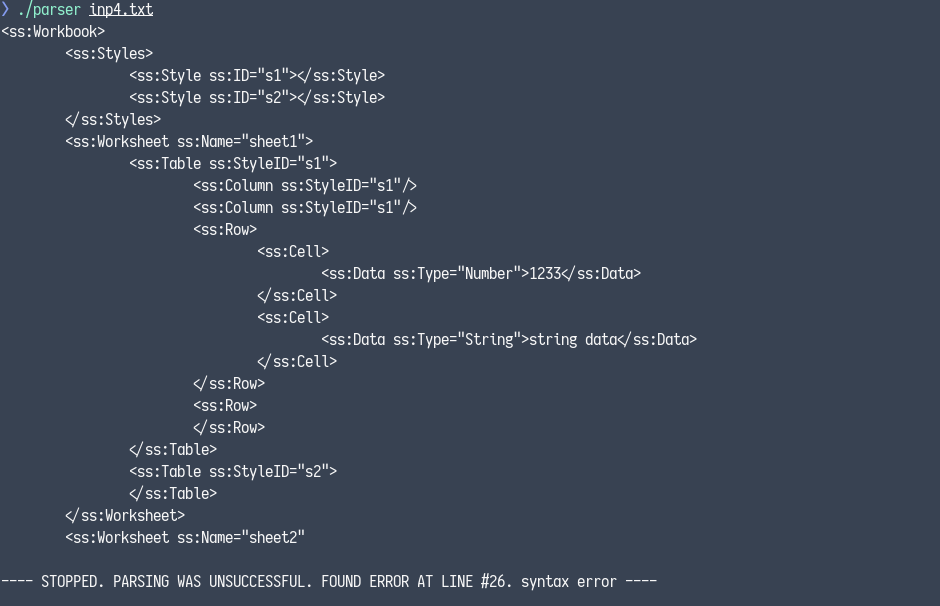 ❯ ./parser inp4.txt
<ss:Workbook>
        <ss:Styles>
                <ss:Style ss:ID="s1"></ss:Style>
                <ss:Style ss:ID="s2"></ss:Style>
        </ss:Styles>
        <ss:Worksheet ss:Name="sheet1">
                <ss:Table ss:StyleID="s1">
                        <ss:Column ss:StyleID="s1"/>
                        <ss:Column ss:StyleID="s1"/>
                        <ss:Row>
                                <ss:Cell>
                                        <ss:Data ss:Type="Number">1233</ss:Data>
                                </ss:Cell>
                                <ss:Cell>
                                        <ss:Data ss:Type="String">string data</ss:Data>
                                </ss:Cell>
                        </ss:Row>
                        <ss:Row>
                        </ss:Row>
                </ss:Table>
                <ss:Table ss:StyleID="s2">
                </ss:Table>
        </ss:Worksheet>
        <ss:Worksheet ss:Name="sheet2"
---- STOPPED. PARSING WAS UNSUCCESSFUL. FOUND ERROR AT LINE #26. syntax error ----